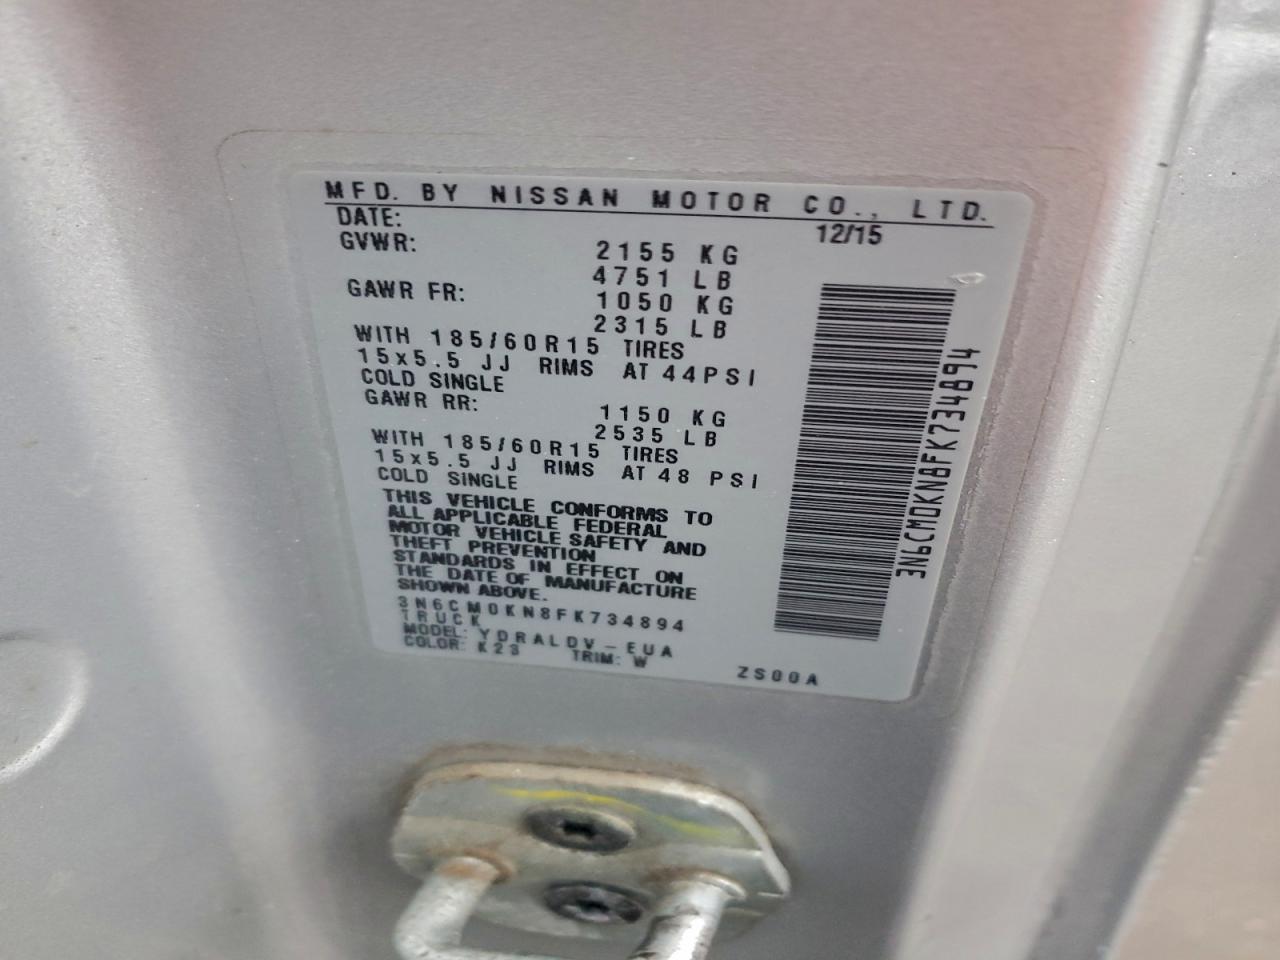 MFD. BY NISSAN MOTOR CO., LTD.
DATE: 12/15
GVWR: 2155 KG
4751 LB
GAWR FR: 1050 KG
2315 LB
WITH 185/60R15 TIRES
15x5.5 JJ RIMS AT 44PSI
COLD SINGLE
GAWR RR: 1150 KG
2535 LB
WITH 185/60R15 TIRES
15x5.5 JJ RIMS AT 48 PSI
COLD SINGLE
THIS VEHICLE CONFORMS TO
ALL APPLICABLE FEDERAL
MOTOR VEHICLE SAFETY AND
THEFT PREVENTION
STANDARDS IN EFFECT ON
THE DATE OF MANUFACTURE
SHOWN ABOVE.
3N6CM0KN8FK734894
TRUCK
MODEL: YDRALDV-EUA
COLOR: K23 TRIM: W ZS00A
3N6CM0KN8FK734894